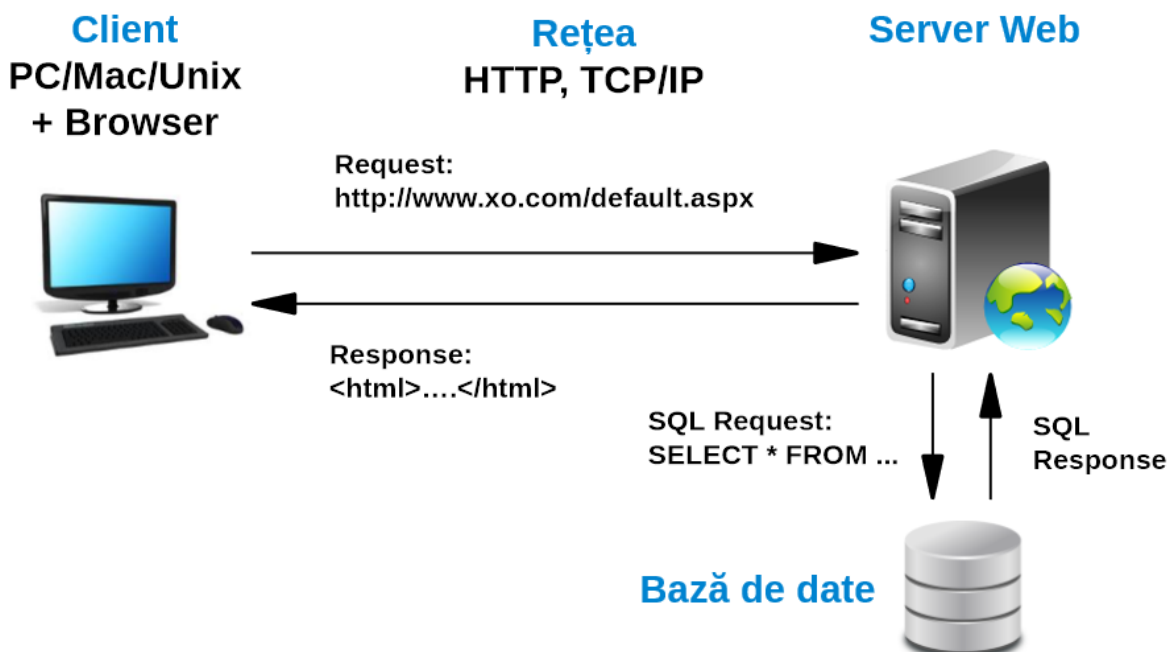 Client
PC/Mac/Unix
+ Browser
Rețea
HTTP, TCP/IP
Server Web
Request:
http://www.xo.com/default.aspx
Response:
<html>....</html>
SQL Request:
SELECT * FROM ...
SQL
Response
Bază de date